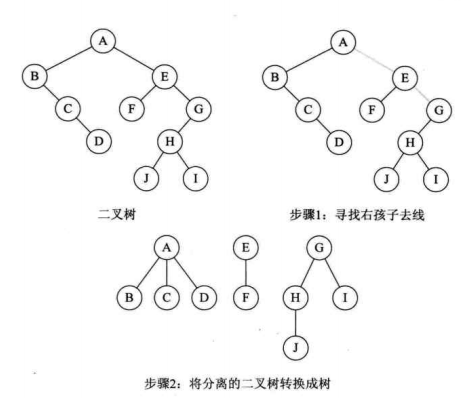 A A
B E B E
C F G C F G
D H D H
J I J I
二叉树 步骤1：寻找右孩子去线
A E G
B C D F H I
J
步骤2：将分离的二叉树转换成树